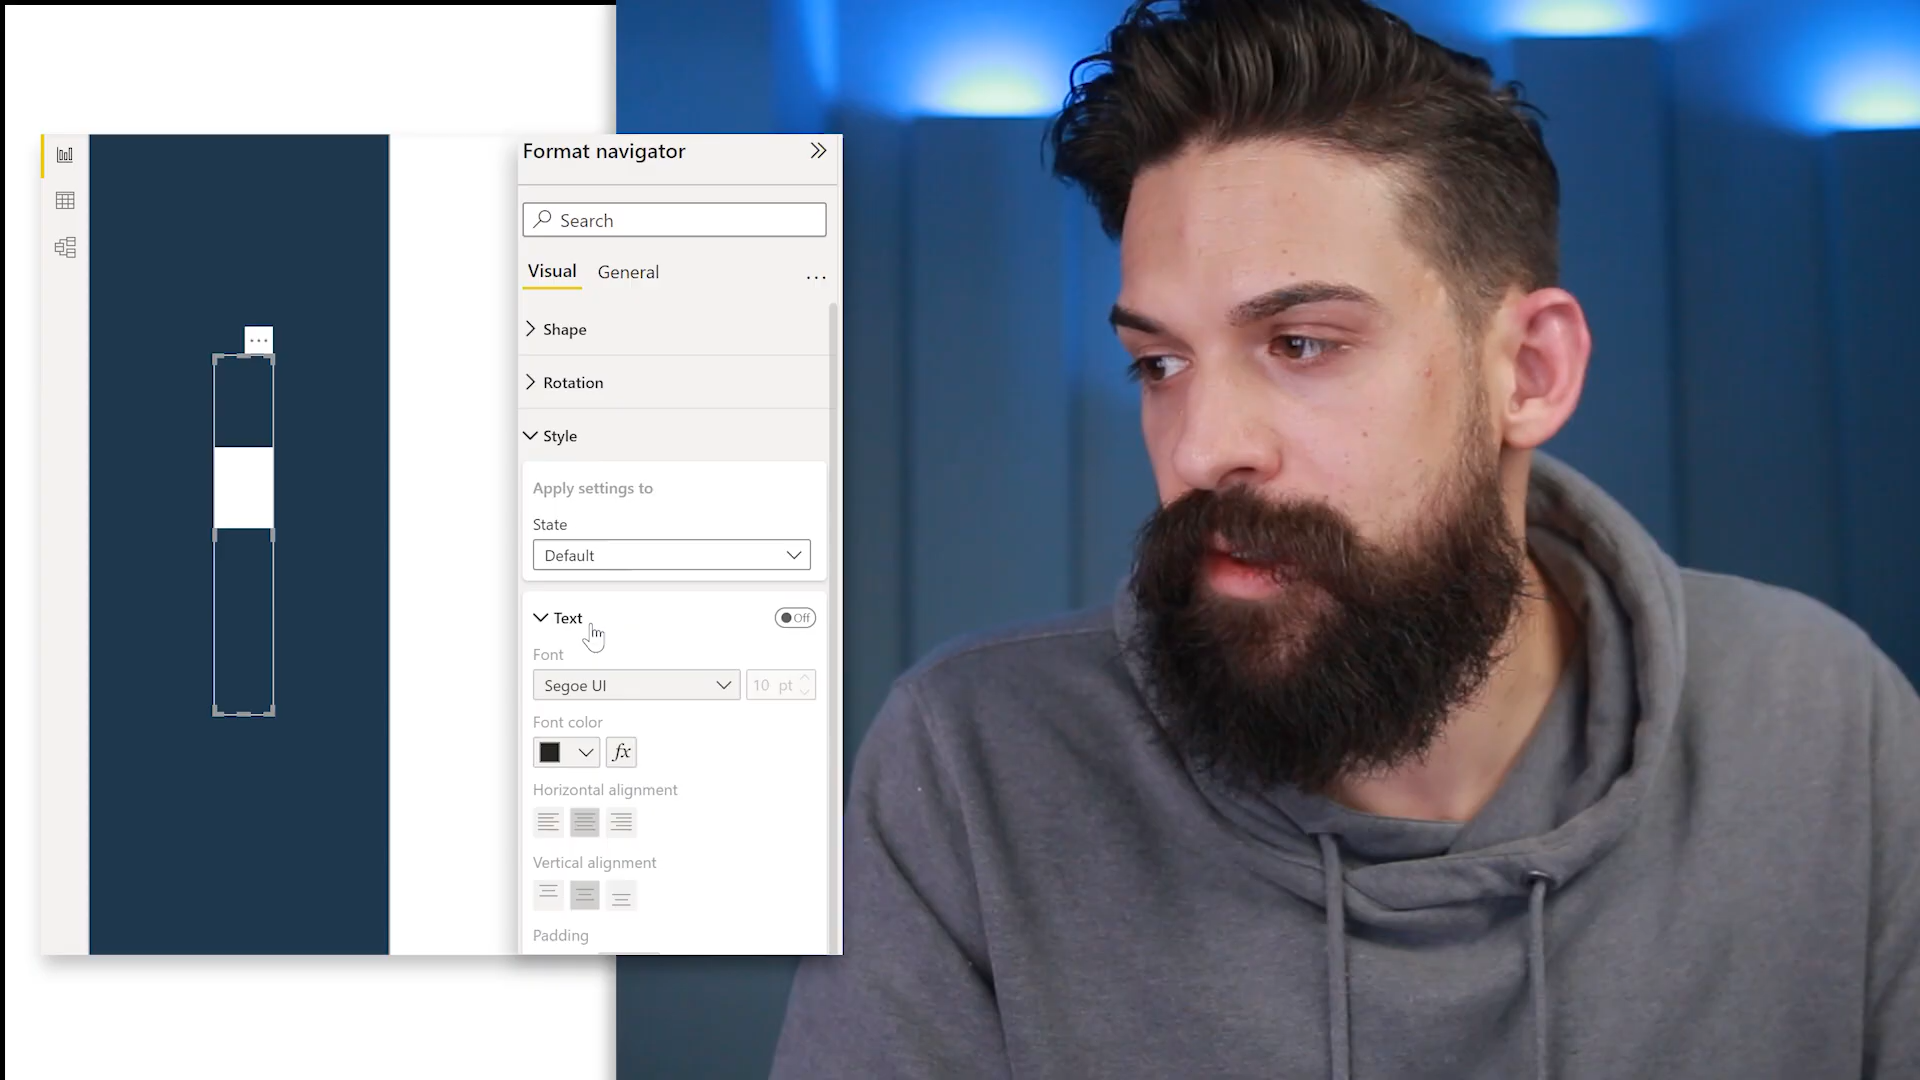 Format navigator
Search
Visual General
Shape
Rotation
Style
Apply settings to
State
Default
Text
Off
Font
Segoe UI
10 pt
Font color
fx
Horizontal alignment
Vertical alignment
Padding